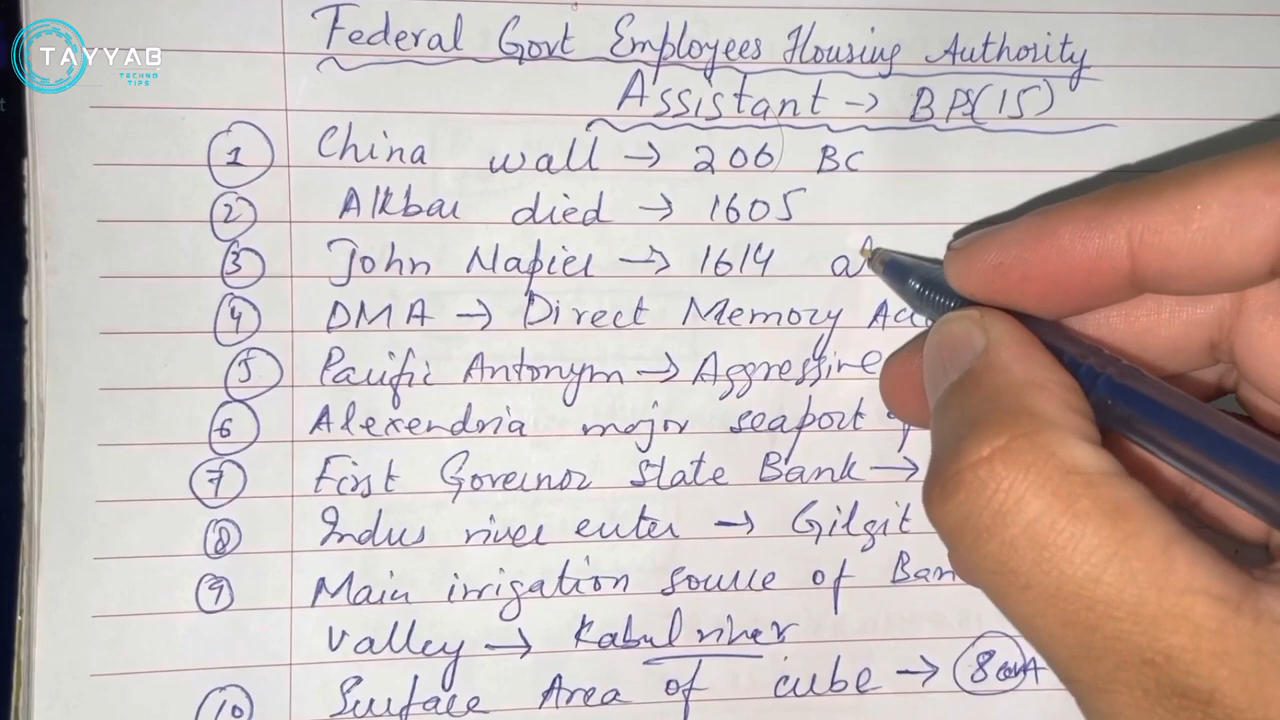 TAYYAB
TECHNO
TIPS
Federal Govt Employees Housing Authority
Assistant → BPS(15)
1 China wall → 206 BC
2 Akbar died → 1605
3 John Napier → 1614
4 DMA → Direct Memory
5 Pacific Antonym → Aggressive
6 Alexendria major seaport
7 First Governor State Bank →
8 Indus river enter → Gilgit
9 Main irrigation source of
valley → Kabul river
10 Surface Area of cube →